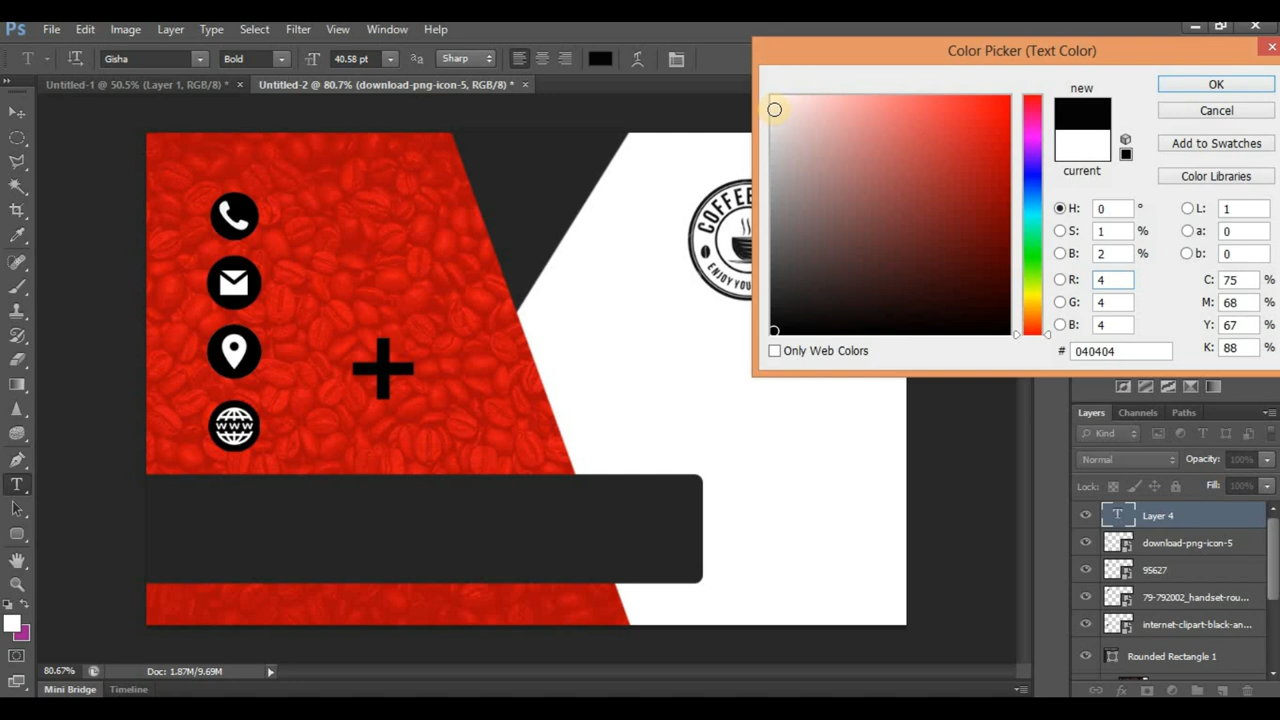 Ps File Edit Image Layer Type Select Filter View Window Help
T Gisha Bold 40.58 pt aa Sharp
Untitled-1 @ 50.5% (Layer 1, RGB/8) * × Untitled-2 @ 80.7% (download-png-icon-5, RGB/8) * ×
Color Picker (Text Color)
new
current
OK
Cancel
Add to Swatches
Color Libraries
H: 0 ° L: 1
S: 1 % a: 0
B: 2 % b: 0
R: 4 C: 75 %
G: 4 M: 68 %
B: 4 Y: 67 %
# 040404 K: 88 %
Only Web Colors
COFFEE
ENJOY YOU
WWW
Layers Channels Paths
Kind
Normal Opacity: 100%
Lock: Fill: 100%
T Layer 4
download-png-icon-5
95627
79-792002_handset-rou...
internet-clipart-black-an...
Rounded Rectangle 1
80.67% Doc: 1.87M/9.69M
Mini Bridge Timeline